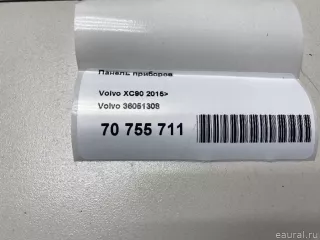 Панель приборов
Volvo XC90 2015>
Volvo 36051308
70 755 711
eaural.ru